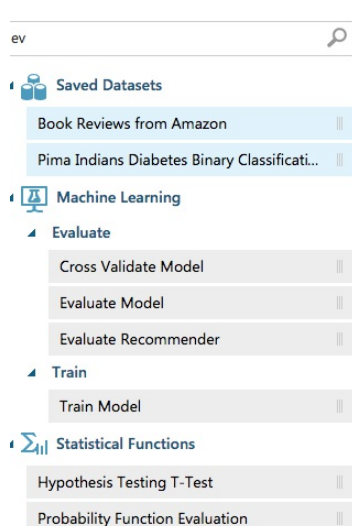 ev
Saved Datasets
Book Reviews from Amazon
Pima Indians Diabetes Binary Classificati...
Machine Learning
Evaluate
Cross Validate Model
Evaluate Model
Evaluate Recommender
Train
Train Model
Statistical Functions
Hypothesis Testing T-Test
Probability Function Evaluation